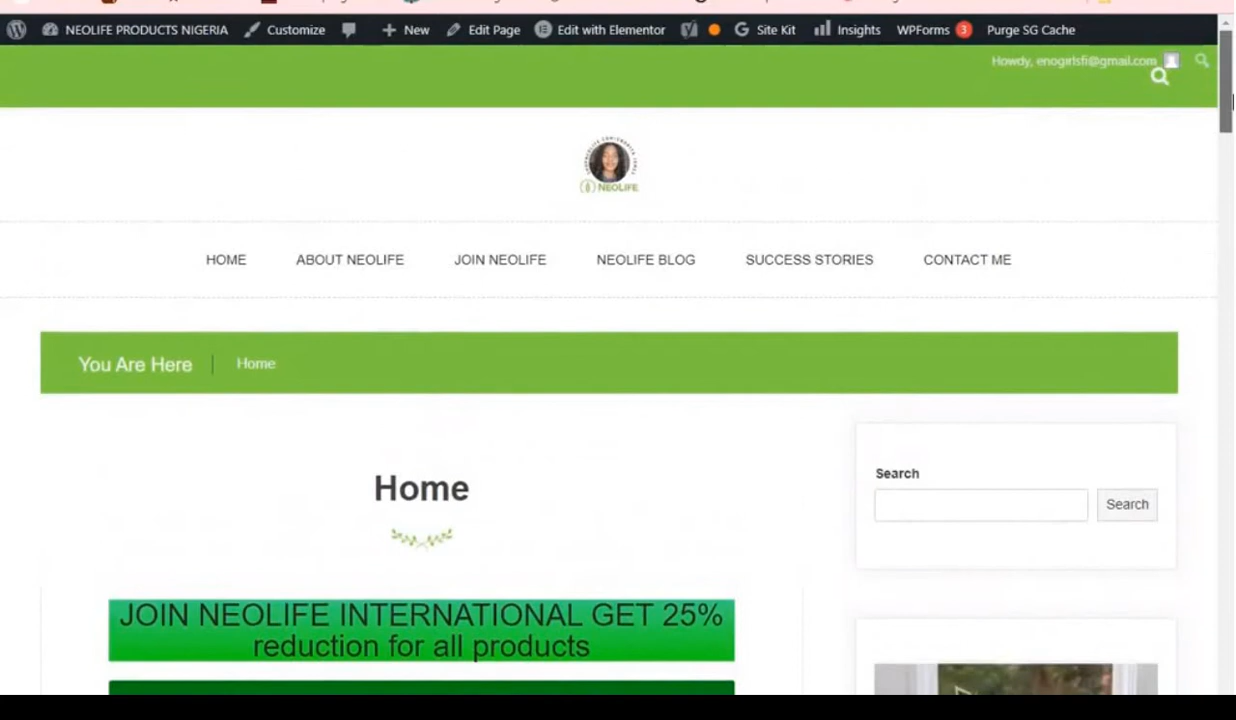 NEOLIFE PRODUCTS NIGERIA Customize New Edit Page Edit with Elementor Site Kit Insights WPForms 3 Purge SG Cache
Howdy, enogirlsfi@gmail.com
NEOLIFE
HOME ABOUT NEOLIFE JOIN NEOLIFE NEOLIFE BLOG SUCCESS STORIES CONTACT ME
You Are Here Home
Home
Search
Search
JOIN NEOLIFE INTERNATIONAL GET 25%
reduction for all products